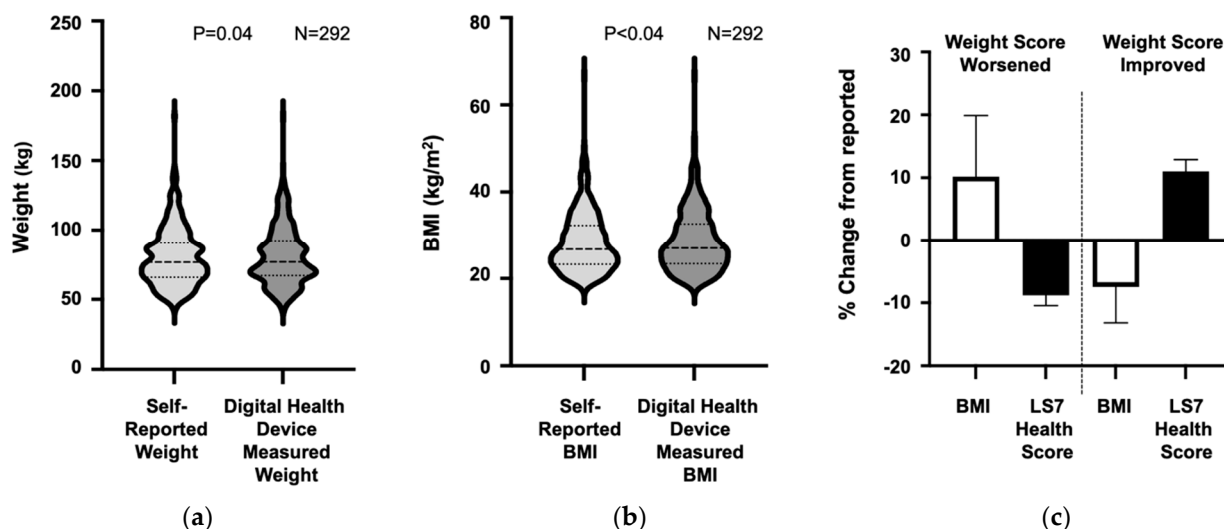 P=0.04 N=292
250
200
150
100
50
0
Weight (kg)
Self-
Reported
Weight
Digital Health
Device
Measured
Weight
(a)
P<0.04 N=292
80
60
40
20
0
BMI (kg/m²)
Self-
Reported
BMI
Digital Health
Device
Measured
BMI
(b)
Weight Score
Worsened
Weight Score
Improved
30
20
10
0
-10
-20
% Change from reported
BMI
LS7
Health
Score
BMI
LS7
Health
Score
(c)